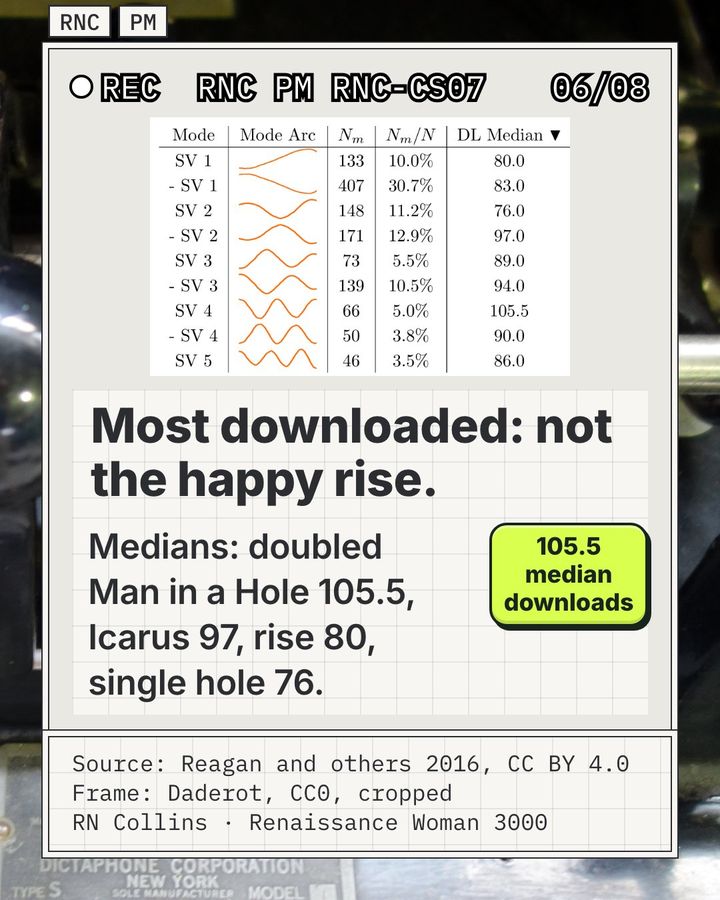 RNC PM
REC RNC PM RNC-CS07 06/08
Mode Mode Arc Nm Nm/N DL Median ▼
SV 1 133 10.0% 80.0
- SV 1 407 30.7% 83.0
SV 2 148 11.2% 76.0
- SV 2 171 12.9% 97.0
SV 3 73 5.5% 89.0
- SV 3 139 10.5% 94.0
SV 4 66 5.0% 105.5
- SV 4 50 3.8% 90.0
SV 5 46 3.5% 86.0
Most downloaded: not
the happy rise.
Medians: doubled
Man in a Hole 105.5,
Icarus 97, rise 80,
single hole 76.
105.5
median
downloads
Source: Reagan and others 2016, CC BY 4.0
Frame: Daderot, CC0, cropped
RN Collins · Renaissance Woman 3000
DICTAPHONE CORPORATION
NEW YORK
TYPE S SOLE MANUFACTURER MODEL